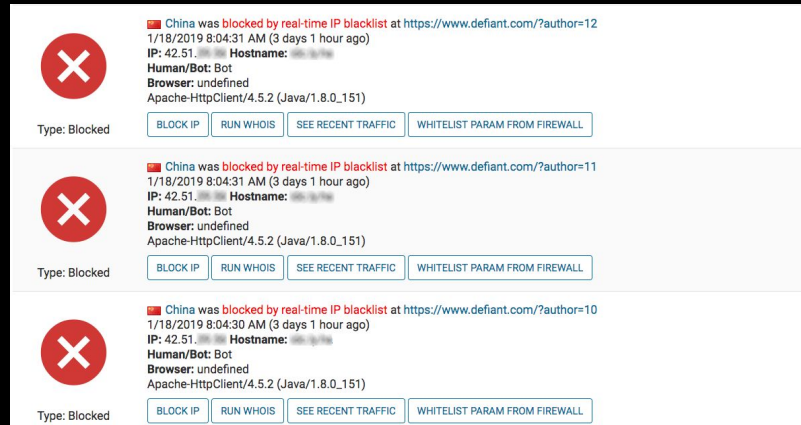 China was blocked by real-time IP blacklist at https://www.defiant.com/?author=12
1/18/2019 8:04:31 AM (3 days 1 hour ago)
IP: 42.51. Hostname:
Human/Bot: Bot
Browser: undefined
Apache-HttpClient/4.5.2 (Java/1.8.0_151)
Type: Blocked
BLOCK IP RUN WHOIS SEE RECENT TRAFFIC WHITELIST PARAM FROM FIREWALL
China was blocked by real-time IP blacklist at https://www.defiant.com/?author=11
1/18/2019 8:04:31 AM (3 days 1 hour ago)
IP: 42.51. Hostname:
Human/Bot: Bot
Browser: undefined
Apache-HttpClient/4.5.2 (Java/1.8.0_151)
Type: Blocked
BLOCK IP RUN WHOIS SEE RECENT TRAFFIC WHITELIST PARAM FROM FIREWALL
China was blocked by real-time IP blacklist at https://www.defiant.com/?author=10
1/18/2019 8:04:30 AM (3 days 1 hour ago)
IP: 42.51. Hostname:
Human/Bot: Bot
Browser: undefined
Apache-HttpClient/4.5.2 (Java/1.8.0_151)
Type: Blocked
BLOCK IP RUN WHOIS SEE RECENT TRAFFIC WHITELIST PARAM FROM FIREWALL